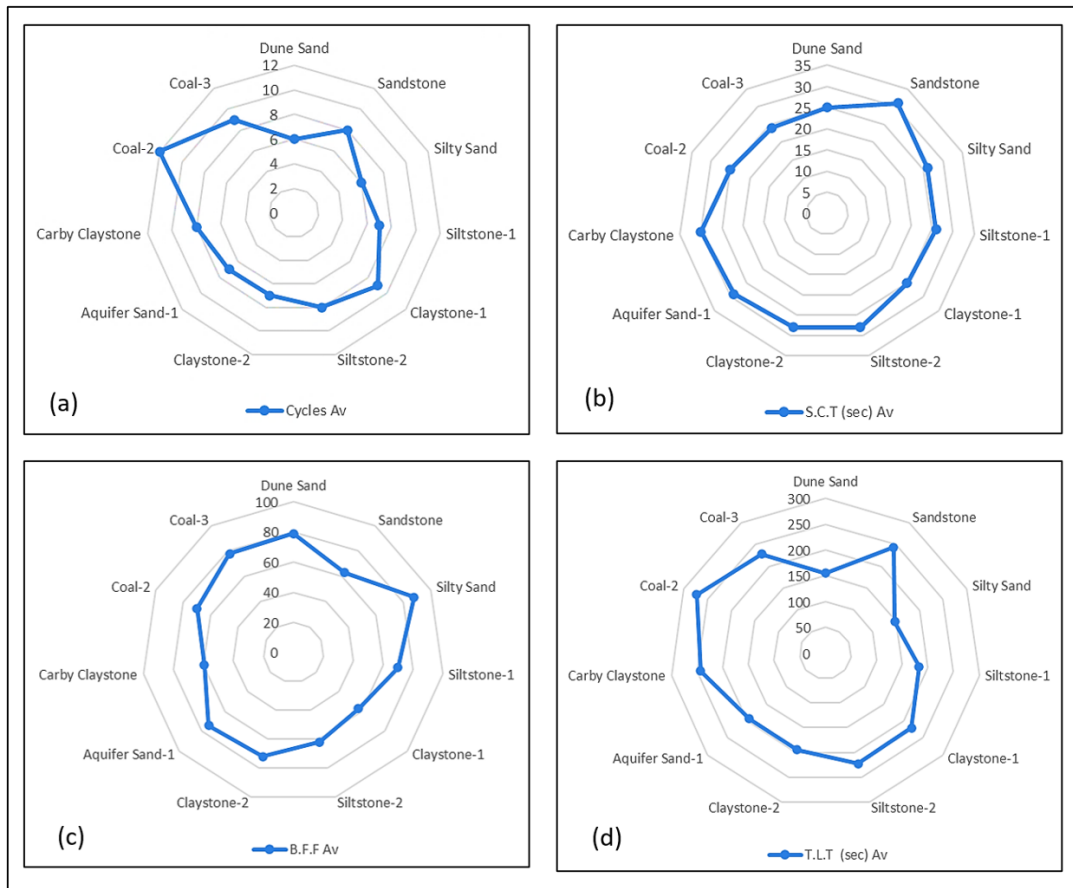 Dune Sand
12
10
8
6
4
2
0
Sandstone
Silty Sand
Siltstone-1
Claystone-1
Siltstone-2
Claystone-2
Aquifer Sand-1
Carby Claystone
Coal-2
Coal-3
(a)
Cycles Av
Dune Sand
35
30
25
20
15
10
5
0
Sandstone
Silty Sand
Siltstone-1
Claystone-1
Siltstone-2
Claystone-2
Aquifer Sand-1
Carby Claystone
Coal-2
Coal-3
(b)
S.C.T (sec) Av
Dune Sand
100
80
60
40
20
0
Sandstone
Silty Sand
Siltstone-1
Claystone-1
Siltstone-2
Claystone-2
Aquifer Sand-1
Carby Claystone
Coal-2
Coal-3
(c)
B.F.F Av
Dune Sand
300
250
200
150
100
50
0
Sandstone
Silty Sand
Siltstone-1
Claystone-1
Siltstone-2
Claystone-2
Aquifer Sand-1
Carby Claystone
Coal-2
Coal-3
(d)
T.L.T (sec) Av